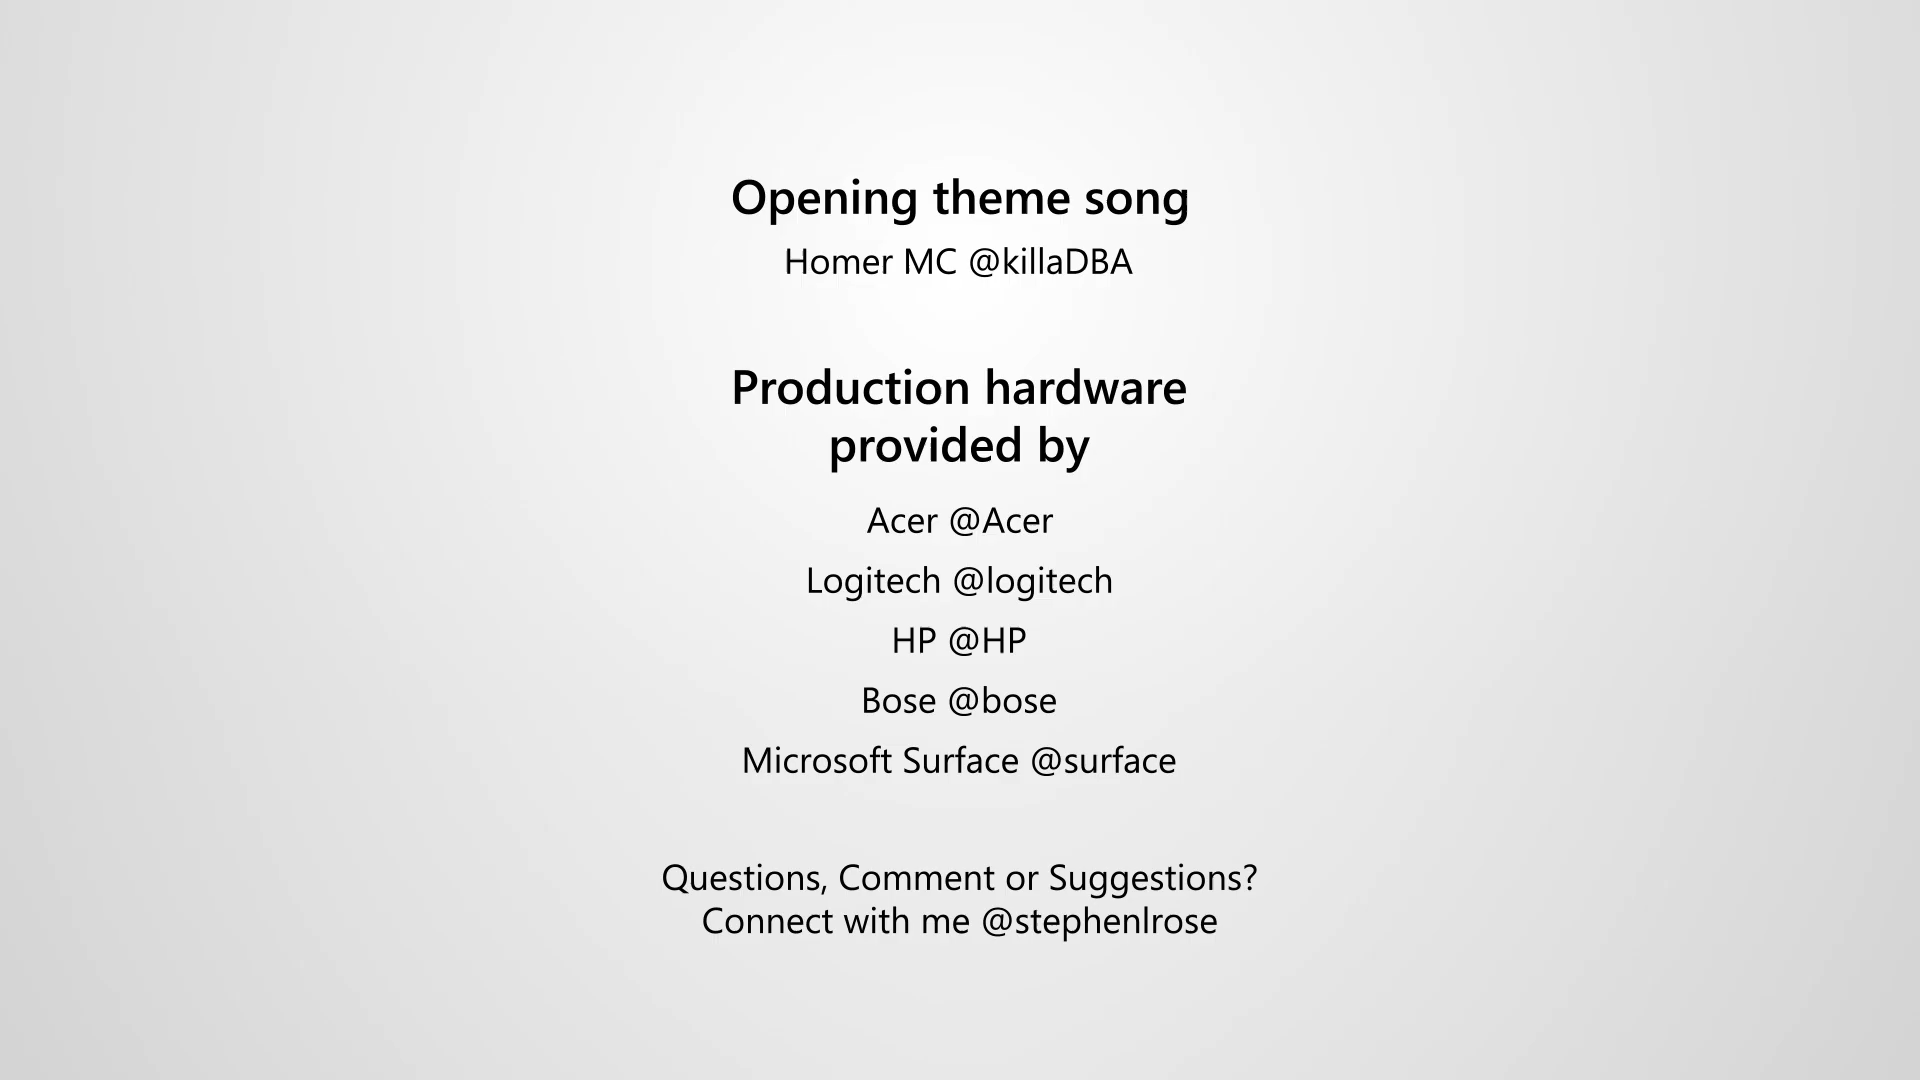 Opening theme song
Homer MC @killaDBA
Production hardware
provided by
Acer @Acer
Logitech @logitech
HP @HP
Bose @bose
Microsoft Surface @surface
Questions, Comment or Suggestions?
Connect with me @stephenlrose